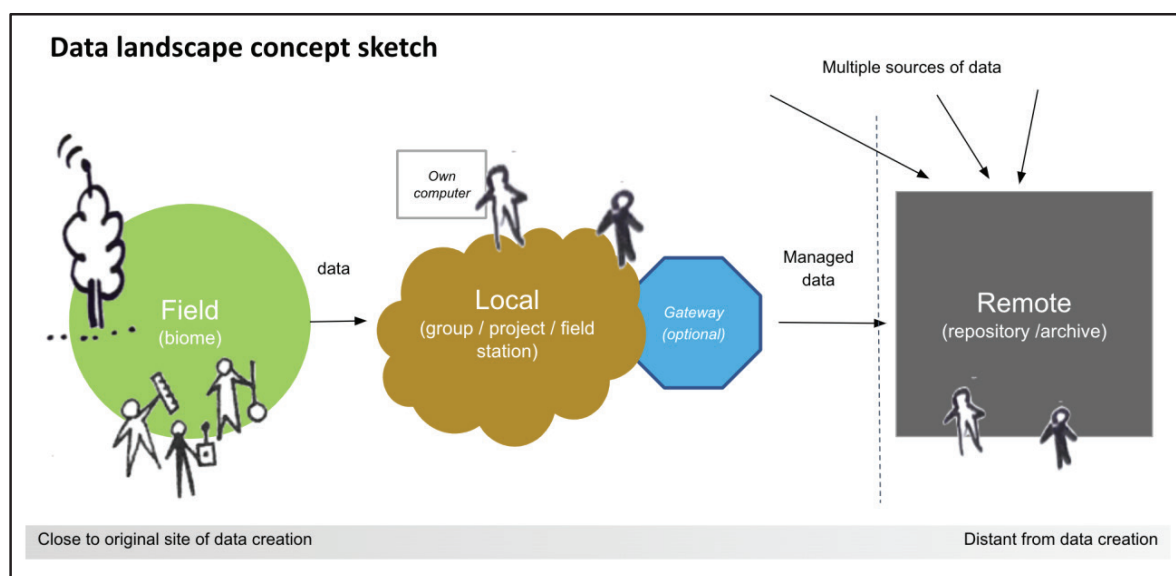 Data landscape concept sketch
Multiple sources of data
Own
computer
data
Field
(biome)
Local
(group / project / field
station)
Gateway
(optional)
Managed
data
Remote
(repository /archive)
Close to original site of data creation
Distant from data creation